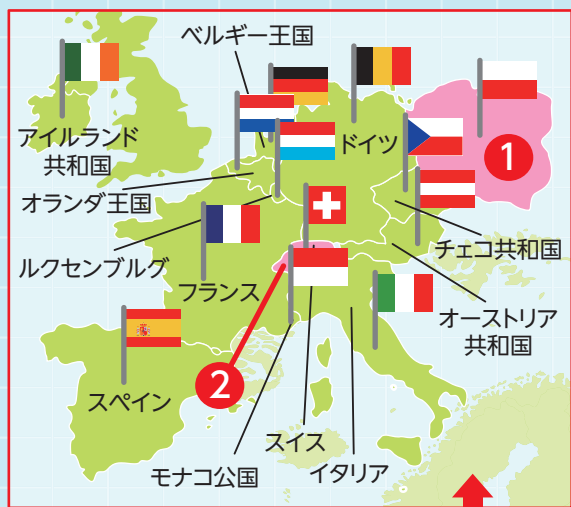 ベルギー王国
アイルランド
共和国
ドイツ
1
オランダ王国
チェコ共和国
ルクセンブルグ
フランス
オーストリア
共和国
スペイン
2
スイス
モナコ公国
イタリア